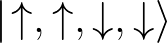 |↑, ↑, ↓, ↓⟩